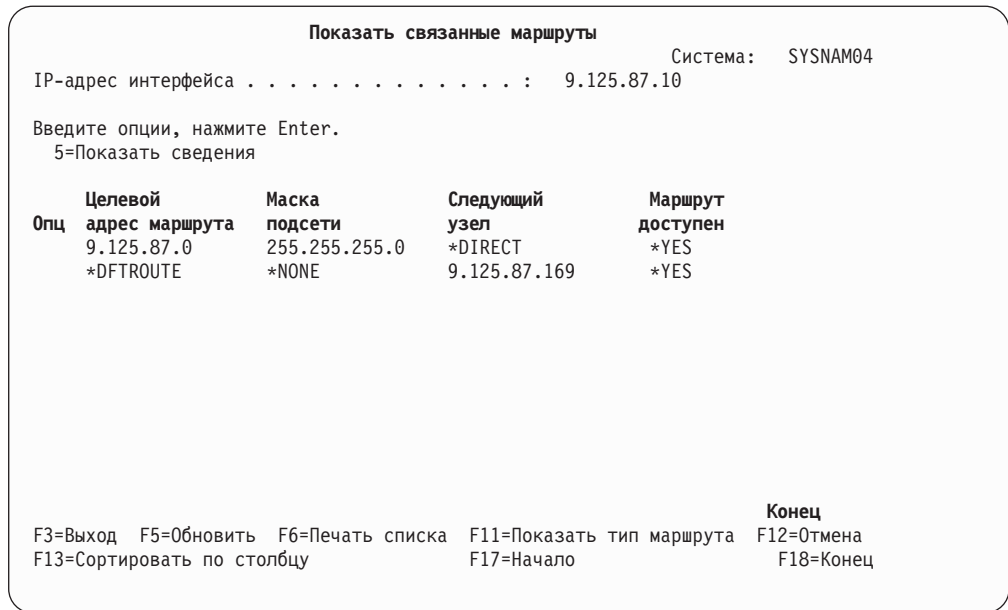 Показать связанные маршруты
Система: SYSNAM04
IP-адрес интерфейса . . . . . . . . . . . . . : 9.125.87.10
Введите опции, нажмите Enter.
5=Показать сведения
Целевой Маска Следующий Маршрут
Опц адрес маршрута подсети узел доступен
9.125.87.0 255.255.255.0 *DIRECT *YES
*DFTROUTE *NONE 9.125.87.169 *YES
Конец
F3=Выход F5=Обновить F6=Печать списка F11=Показать тип маршрута F12=Отмена
F13=Сортировать по столбцу F17=Начало F18=Конец